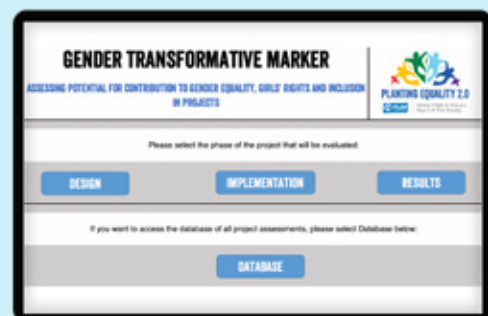 GENDER TRANSFORMATIVE MARKER
ASSESSING POTENTIAL FOR CONTRIBUTION TO GENDER EQUALITY, GIRLS' RIGHTS AND INCLUSION
IN PROJECTS
PLANTING EQUALITY 2.0
PLAN
Please select the phase of the project that will be evaluated:
DESIGN
IMPLEMENTATION
RESULTS
If you want to access the database of all project assessments, please select Database below:
DATABASE